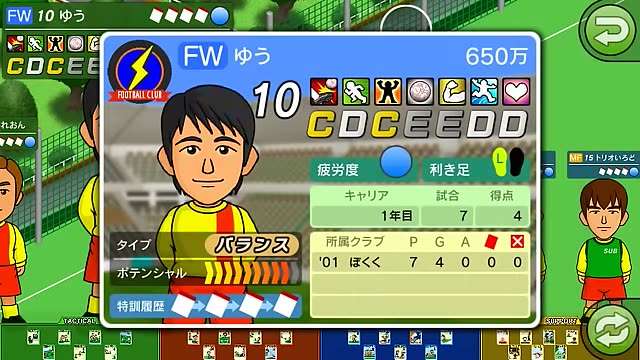 FW 10 ゆう
CDCEE
FW ゆう 650万
FOOTBALL CLUB
10
CDCEEDD
疲労度 利き足 L
キャリア 試合 得点
1年目 7 4
タイプ バランス
ポテンシャル
特訓履歴
所属クラブ P G A
'01 ぼくく 7 4 0 0 0
れおん
MF 15 トリオいろど
SUB
TACTICAL
SUPPORT